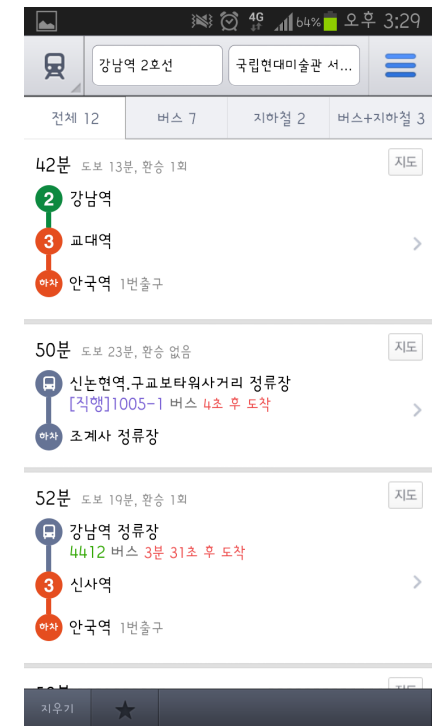 4G 64% 오후 3:29
강남역 2호선 국립현대미술관 서...
전체 12 버스 7 지하철 2 버스+지하철 3
42분 도보 13분, 환승 1회 지도
2 강남역
3 교대역
하차 안국역 1번출구
50분 도보 23분, 환승 없음 지도
신논현역.구교보타워사거리 정류장
[직행]1005-1 버스 4초 후 도착
하차 조계사 정류장
52분 도보 19분, 환승 1회 지도
강남역 정류장
4412 버스 3분 31초 후 도착
3 신사역
하차 안국역 1번출구
지우기